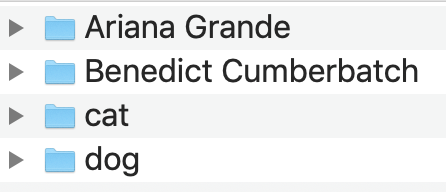 Ariana Grande
Benedict Cumberbatch
cat
dog